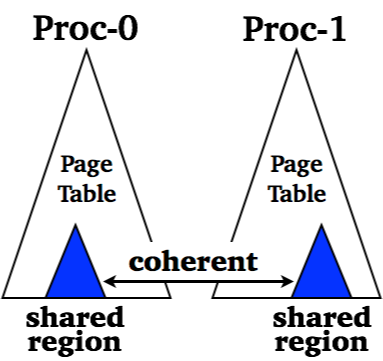 Proc-0
Proc-1
Page
Table
Page
Table
coherent
shared
region
shared
region